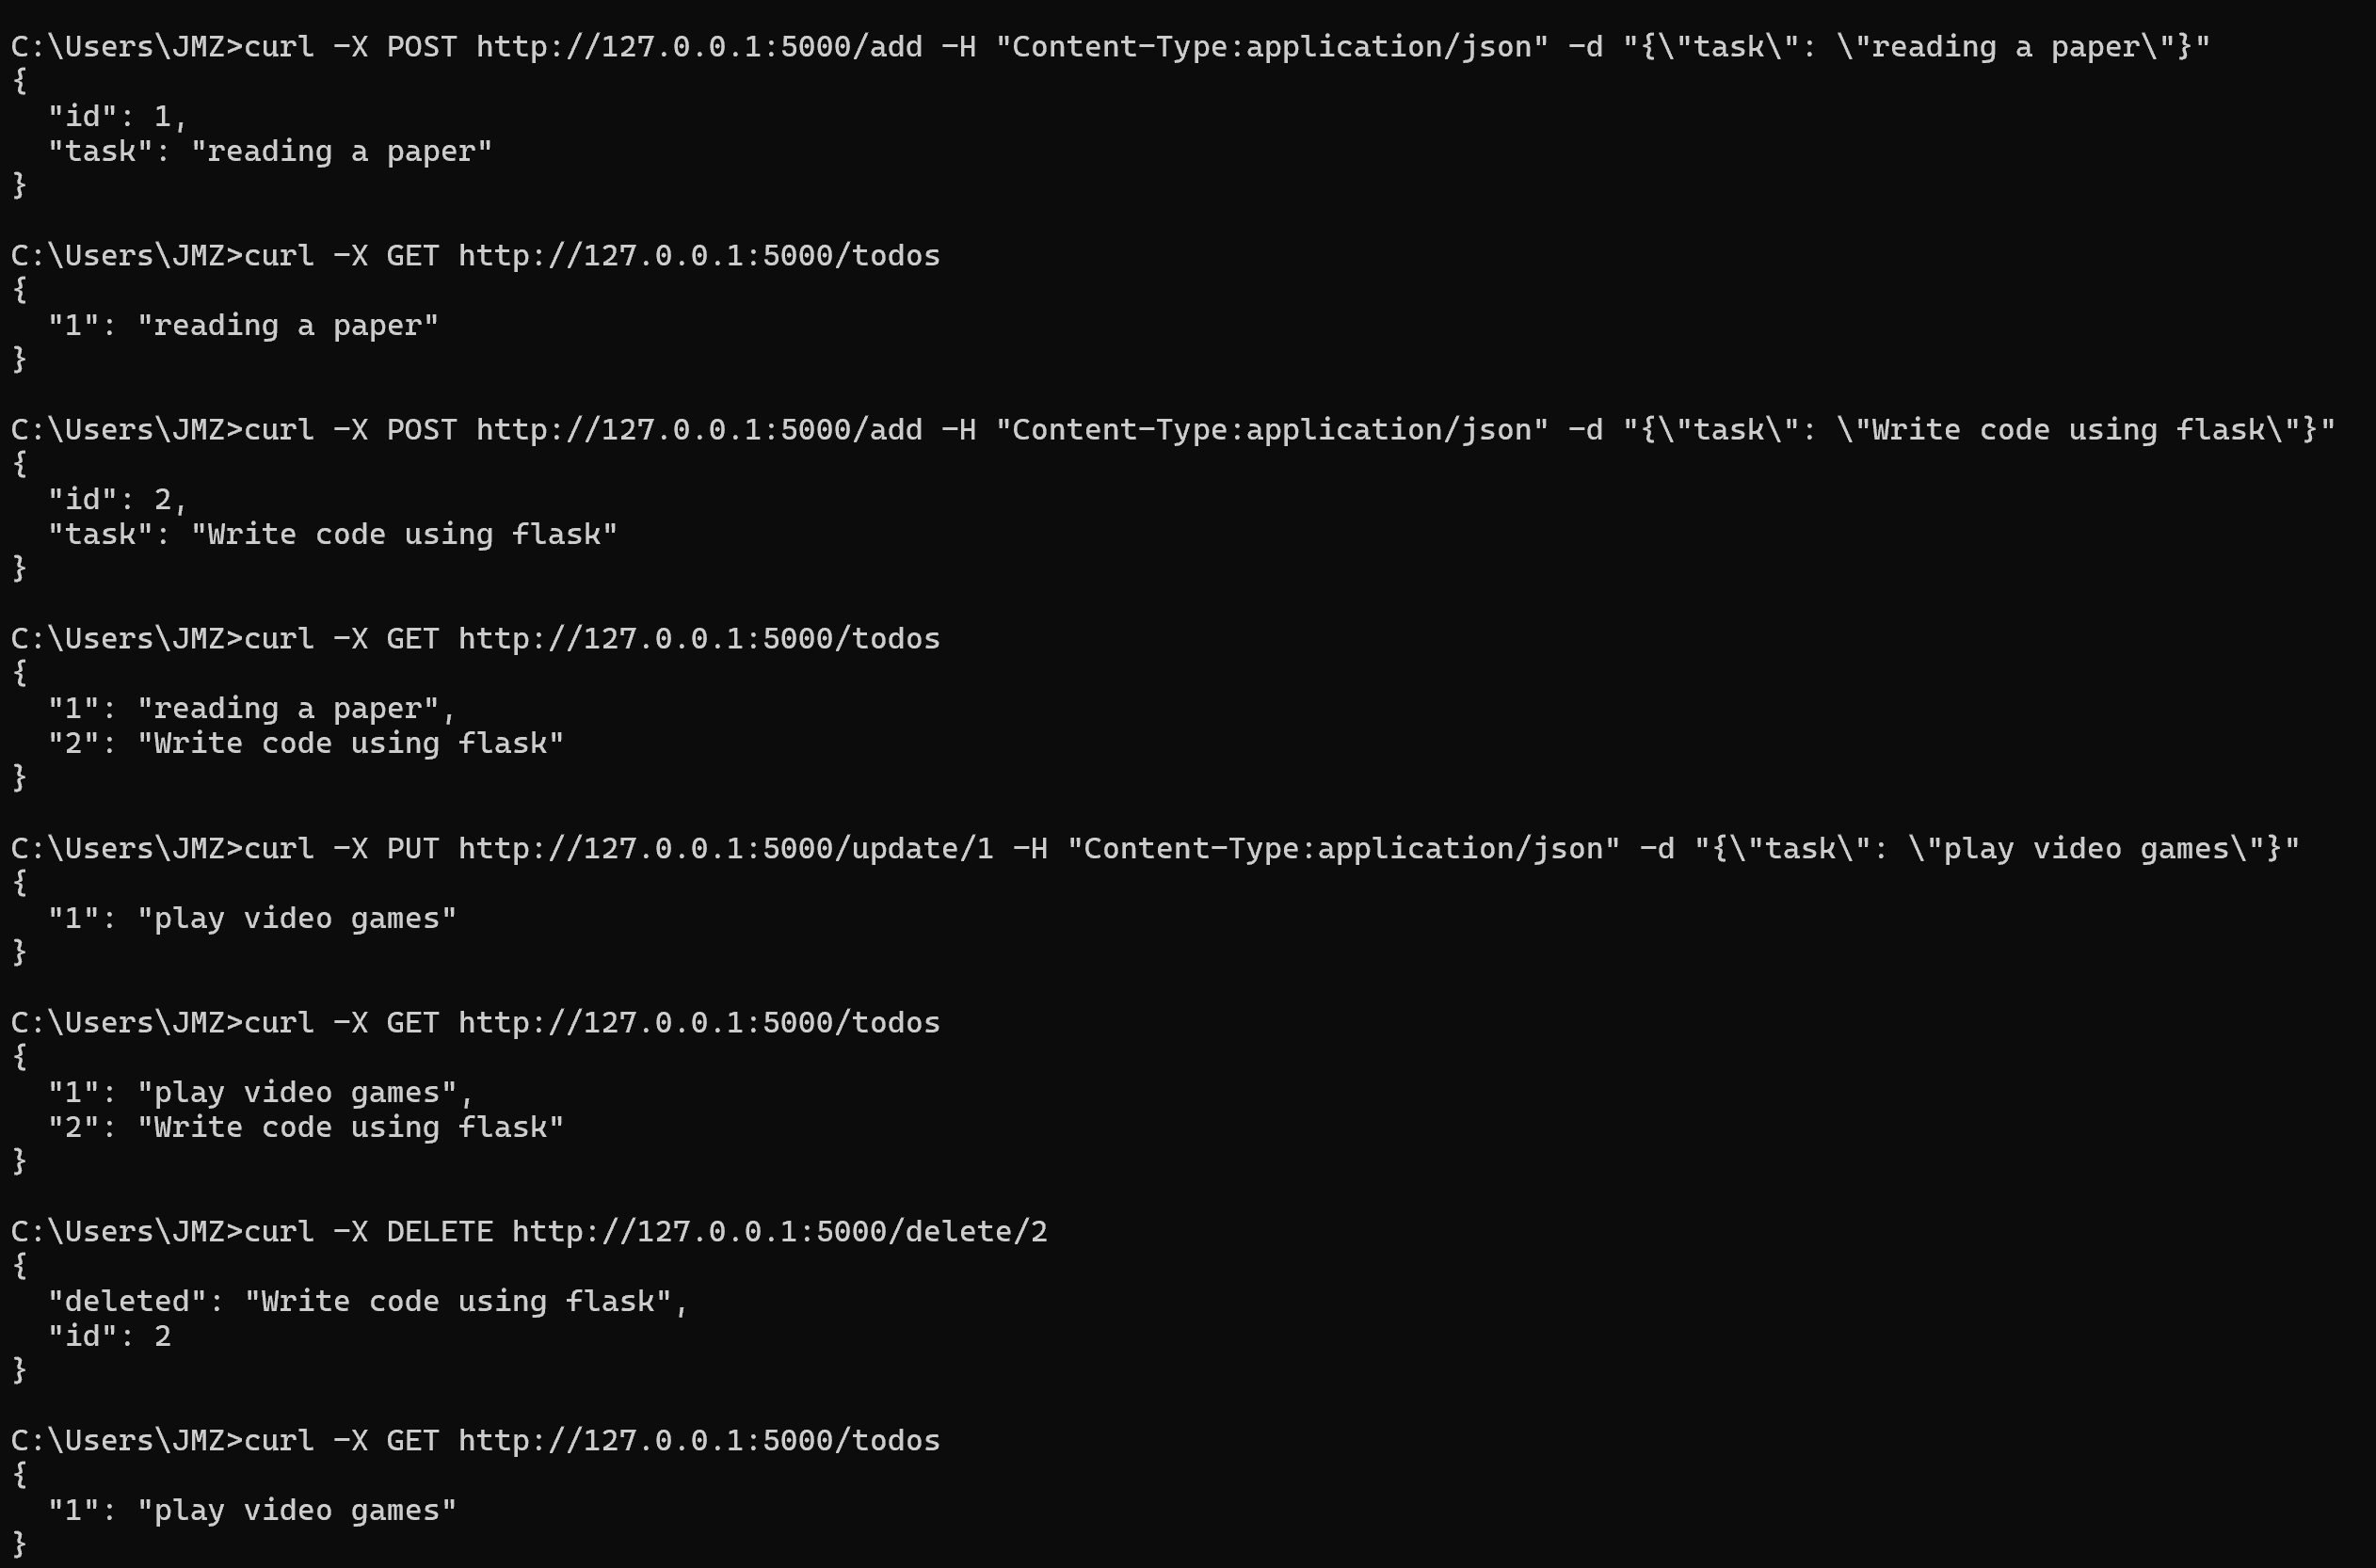 C:\Users\JMZ>curl -X POST http://127.0.0.1:5000/add -H "Content-Type:application/json" -d "{\"task\": \"reading a paper\"}"
{
  "id": 1,
  "task": "reading a paper"
}

C:\Users\JMZ>curl -X GET http://127.0.0.1:5000/todos
{
  "1": "reading a paper"
}

C:\Users\JMZ>curl -X POST http://127.0.0.1:5000/add -H "Content-Type:application/json" -d "{\"task\": \"Write code using flask\"}"
{
  "id": 2,
  "task": "Write code using flask"
}

C:\Users\JMZ>curl -X GET http://127.0.0.1:5000/todos
{
  "1": "reading a paper",
  "2": "Write code using flask"
}

C:\Users\JMZ>curl -X PUT http://127.0.0.1:5000/update/1 -H "Content-Type:application/json" -d "{\"task\": \"play video games\"}"
{
  "1": "play video games"
}

C:\Users\JMZ>curl -X GET http://127.0.0.1:5000/todos
{
  "1": "play video games",
  "2": "Write code using flask"
}

C:\Users\JMZ>curl -X DELETE http://127.0.0.1:5000/delete/2
{
  "deleted": "Write code using flask",
  "id": 2
}

C:\Users\JMZ>curl -X GET http://127.0.0.1:5000/todos
{
  "1": "play video games"
}